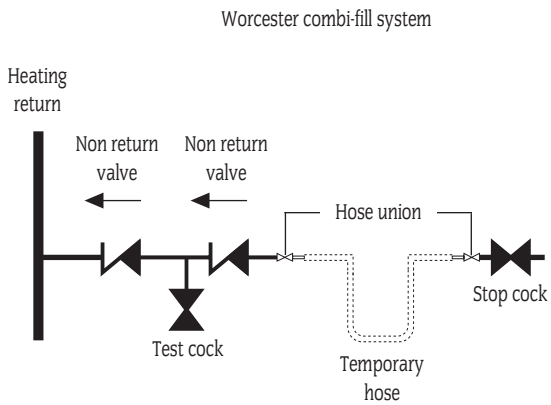 Worcester combi-fill system
Heating
return
Non return
valve
Non return
valve
Hose union
Stop cock
Test cock
Temporary
hose